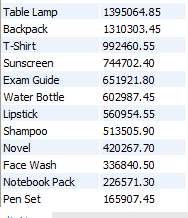 Table Lamp 1395064.85
Backpack 1310303.45
T-Shirt 992460.55
Sunscreen 744702.40
Exam Guide 651921.80
Water Bottle 602987.45
Lipstick 560954.55
Shampoo 513505.90
Novel 420267.70
Face Wash 336840.50
Notebook Pack 226571.30
Pen Set 165907.45